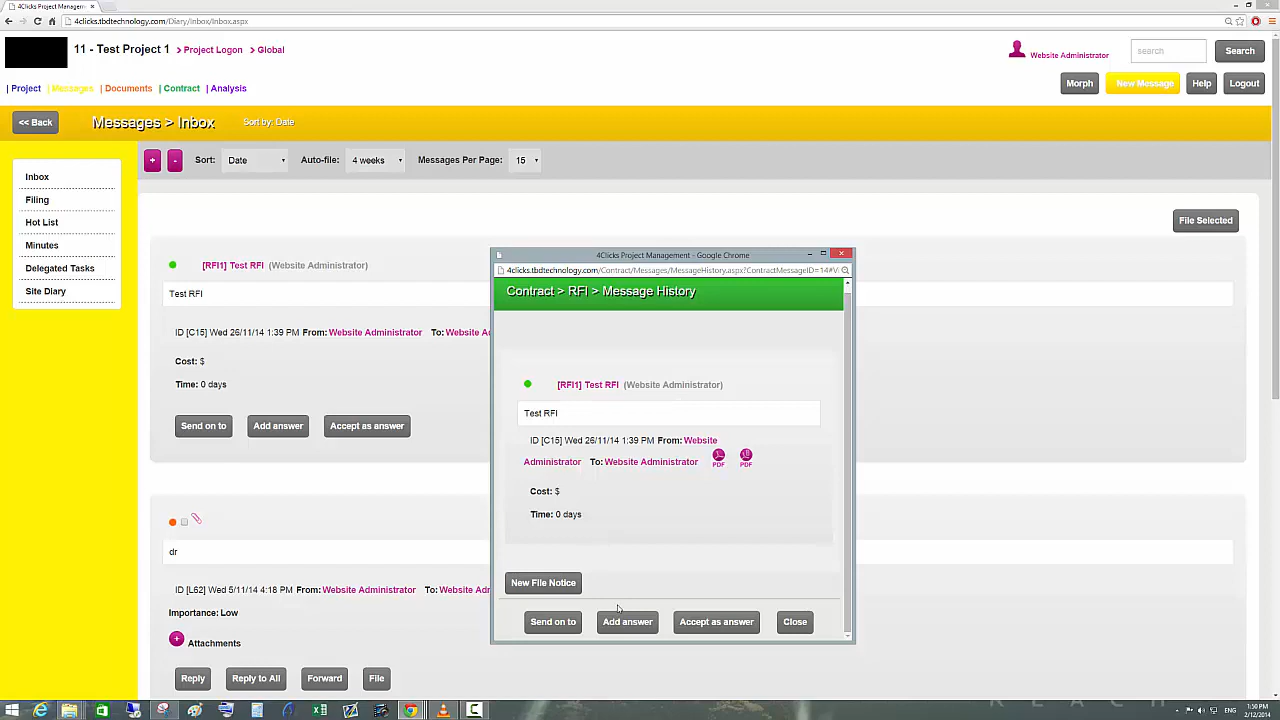 4Clicks Project Management
4clicks.tbdtechnology.com/Diary/Inbox/Inbox.aspx
11 - Test Project 1 > Project Logon > Global
Website Administrator
search
Search
| Project | Messages | Documents | Contract | Analysis
Morph
New Message
Help
Logout
<< Back
Messages > Inbox
Sort by: Date
+ - Sort: Date Auto-file: 4 weeks Messages Per Page: 15
Inbox
Filing
Hot List
Minutes
Delegated Tasks
Site Diary
File Selected
[RFI1] Test RFI (Website Administrator)
Test RFI
ID [C15] Wed 26/11/14 1:39 PM From: Website Administrator To: Website A
Cost: $
Time: 0 days
Send on to
Add answer
Accept as answer
dr
ID [L62] Wed 5/11/14 4:18 PM From: Website Administrator To: Website Ad
Importance: Low
+ Attachments
Reply
Reply to All
Forward
File
4Clicks Project Management - Google Chrome
4clicks.tbdtechnology.com/Contract/Messages/MessageHistory.aspx?ContractMessageID=14#V
Contract > RFI > Message History
[RFI1] Test RFI (Website Administrator)
Test RFI
ID [C15] Wed 26/11/14 1:39 PM From: Website
Administrator To: Website Administrator PDF PDF
Cost: $
Time: 0 days
New File Notice
Send on to
Add answer
Accept as answer
Close
ENG
1:50 PM
2/12/2014